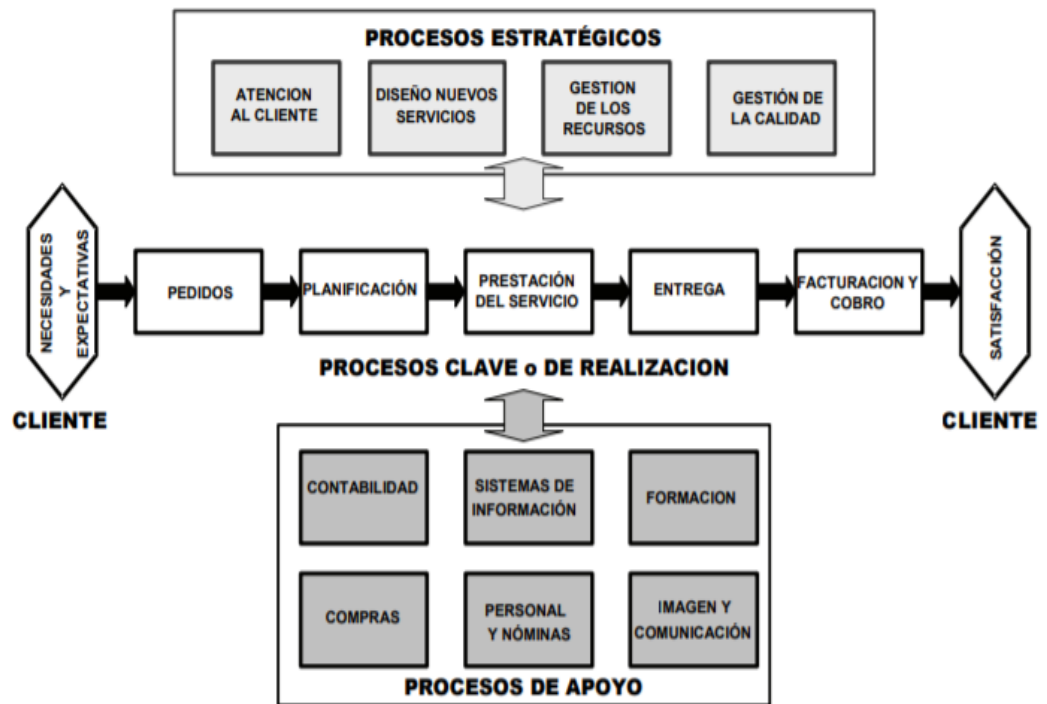 PROCESOS ESTRATÉGICOS
ATENCION
AL CLIENTE
DISEÑO NUEVOS
SERVICIOS
GESTION
DE LOS
RECURSOS
GESTIÓN DE
LA CALIDAD
NECESIDADES
Y
EXPECTATIVAS
CLIENTE
PEDIDOS
PLANIFICACIÓN
PRESTACIÓN
DEL SERVICIO
ENTREGA
FACTURACION Y
COBRO
SATISFACCIÓN
CLIENTE
PROCESOS CLAVE o DE REALIZACION
CONTABILIDAD
SISTEMAS DE
INFORMACIÓN
FORMACION
COMPRAS
PERSONAL
Y NÓMINAS
IMAGEN Y
COMUNICACIÓN
PROCESOS DE APOYO